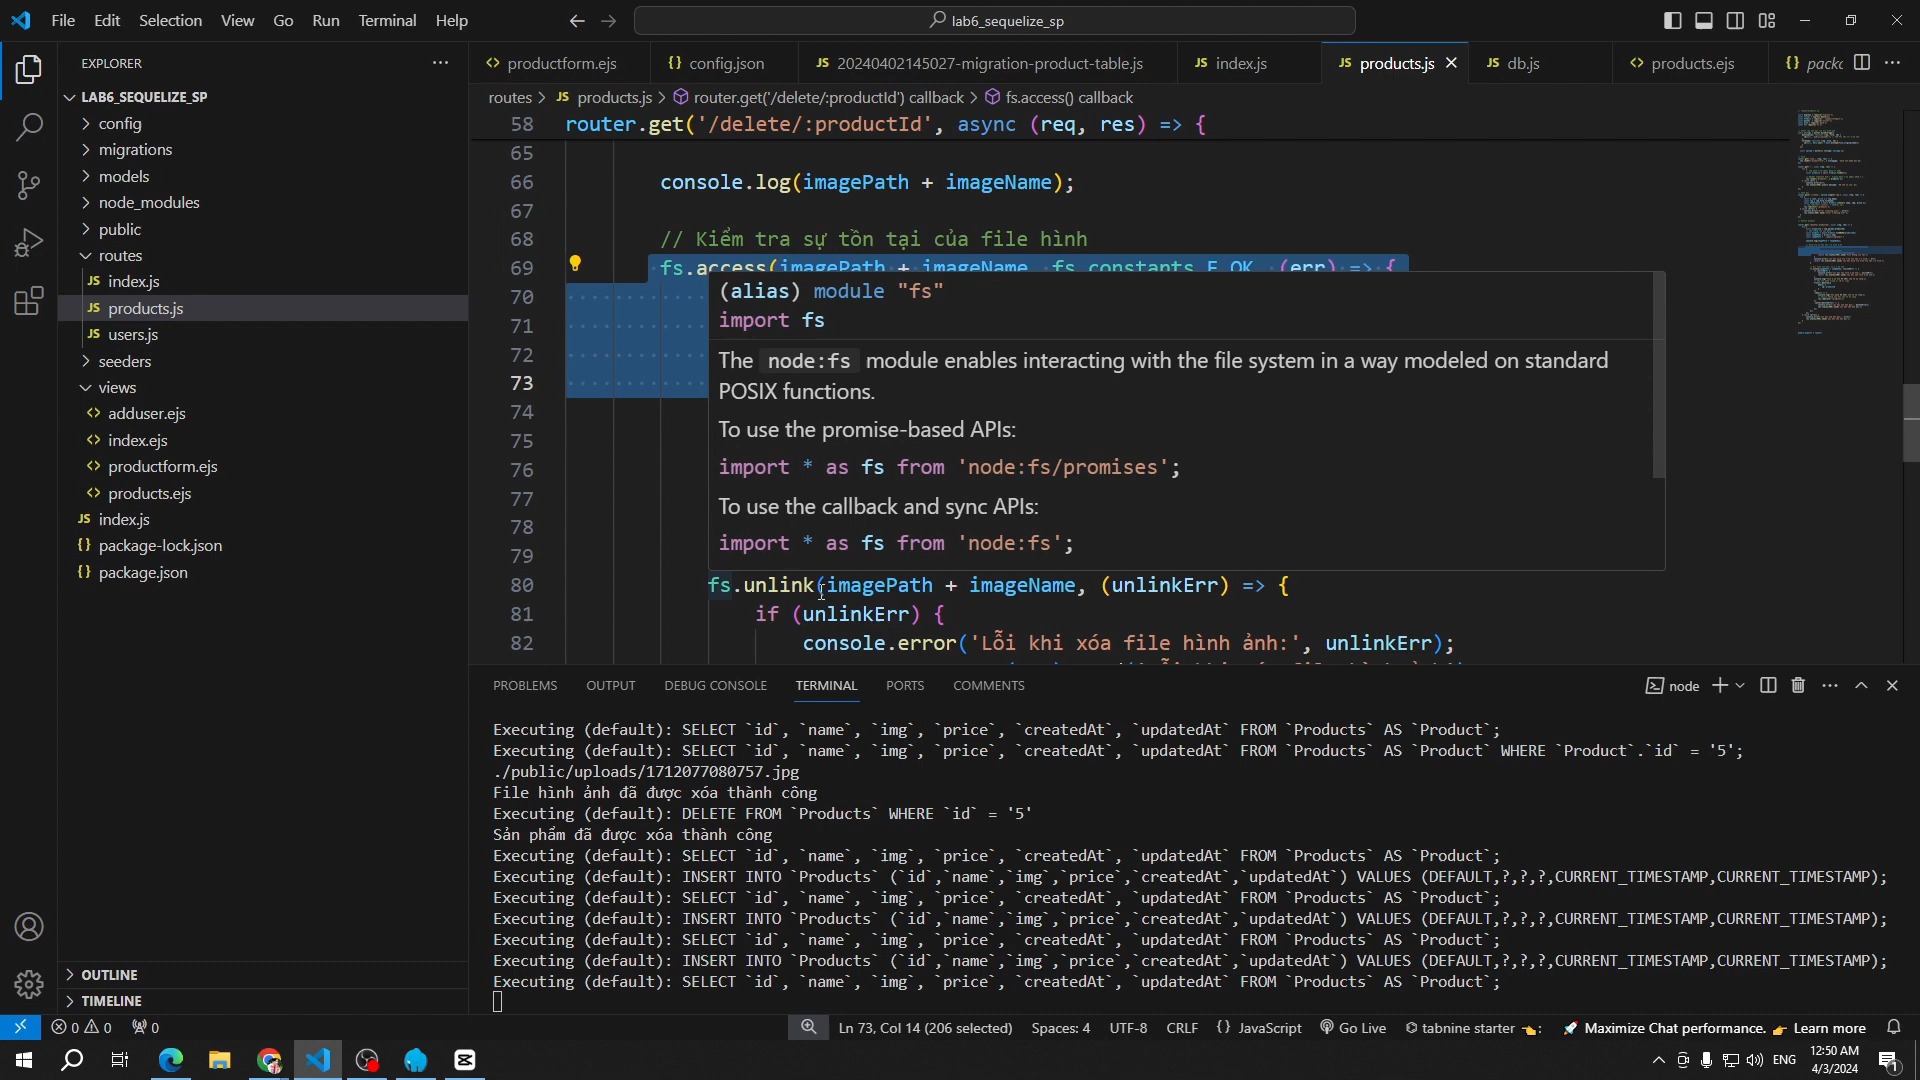 File Edit Selection View Go Run Terminal Help
lab6_sequelize_sp
EXPLORER
LAB6_SEQUELIZE_SP
config
migrations
models
node_modules
public
routes
JS index.js
JS products.js
JS users.js
seeders
views
<> adduser.ejs
<> index.ejs
<> productform.ejs
<> products.ejs
JS index.js
{} package-lock.json
{} package.json
OUTLINE
TIMELINE
<> productform.ejs {} config.json JS 20240402145027-migration-product-table.js JS index.js JS products.js JS db.js <> products.ejs {} packa
routes > JS products.js > router.get('/delete/:productId') callback > fs.access() callback
58 router.get('/delete/:productId', async (req, res) => {
65
66 console.log(imagePath + imageName);
67
68 // Kiểm tra sự tồn tại của file hình
69 fs.access(imagePath + imageName, fs.constants.F_OK, (err) => {
70
71
72
73
74
75
76
77
78
79
(alias) module "fs"
import fs
The node:fs module enables interacting with the file system in a way modeled on standard
POSIX functions.
To use the promise-based APIs:
import * as fs from 'node:fs/promises';
To use the callback and sync APIs:
import * as fs from 'node:fs';
80 fs.unlink(imagePath + imageName, (unlinkErr) => {
81 if (unlinkErr) {
82 console.error('Lỗi khi xóa file hình ảnh:', unlinkErr);
PROBLEMS OUTPUT DEBUG CONSOLE TERMINAL PORTS COMMENTS
node
Executing (default): SELECT `id`, `name`, `img`, `price`, `createdAt`, `updatedAt` FROM `Products` AS `Product`;
Executing (default): SELECT `id`, `name`, `img`, `price`, `createdAt`, `updatedAt` FROM `Products` AS `Product` WHERE `Product`.`id` = '5';
./public/uploads/1712077080757.jpg
File hình ảnh đã được xóa thành công
Executing (default): DELETE FROM `Products` WHERE `id` = '5'
Sản phẩm đã được xóa thành công
Executing (default): SELECT `id`, `name`, `img`, `price`, `createdAt`, `updatedAt` FROM `Products` AS `Product`;
Executing (default): INSERT INTO `Products` (`id`,`name`,`img`,`price`,`createdAt`,`updatedAt`) VALUES (DEFAULT,?,?,?,CURRENT_TIMESTAMP,CURRENT_TIMESTAMP);
Executing (default): SELECT `id`, `name`, `img`, `price`, `createdAt`, `updatedAt` FROM `Products` AS `Product`;
Executing (default): INSERT INTO `Products` (`id`,`name`,`img`,`price`,`createdAt`,`updatedAt`) VALUES (DEFAULT,?,?,?,CURRENT_TIMESTAMP,CURRENT_TIMESTAMP);
Executing (default): SELECT `id`, `name`, `img`, `price`, `createdAt`, `updatedAt` FROM `Products` AS `Product`;
Executing (default): INSERT INTO `Products` (`id`,`name`,`img`,`price`,`createdAt`,`updatedAt`) VALUES (DEFAULT,?,?,?,CURRENT_TIMESTAMP,CURRENT_TIMESTAMP);
Executing (default): SELECT `id`, `name`, `img`, `price`, `createdAt`, `updatedAt` FROM `Products` AS `Product`;
0 0 0 Ln 73, Col 14 (206 selected) Spaces: 4 UTF-8 CRLF {} JavaScript Go Live tabnine starter 👈: 🚀 Maximize Chat performance. 👉 Learn more
ENG 12:50 AM
4/3/2024 1